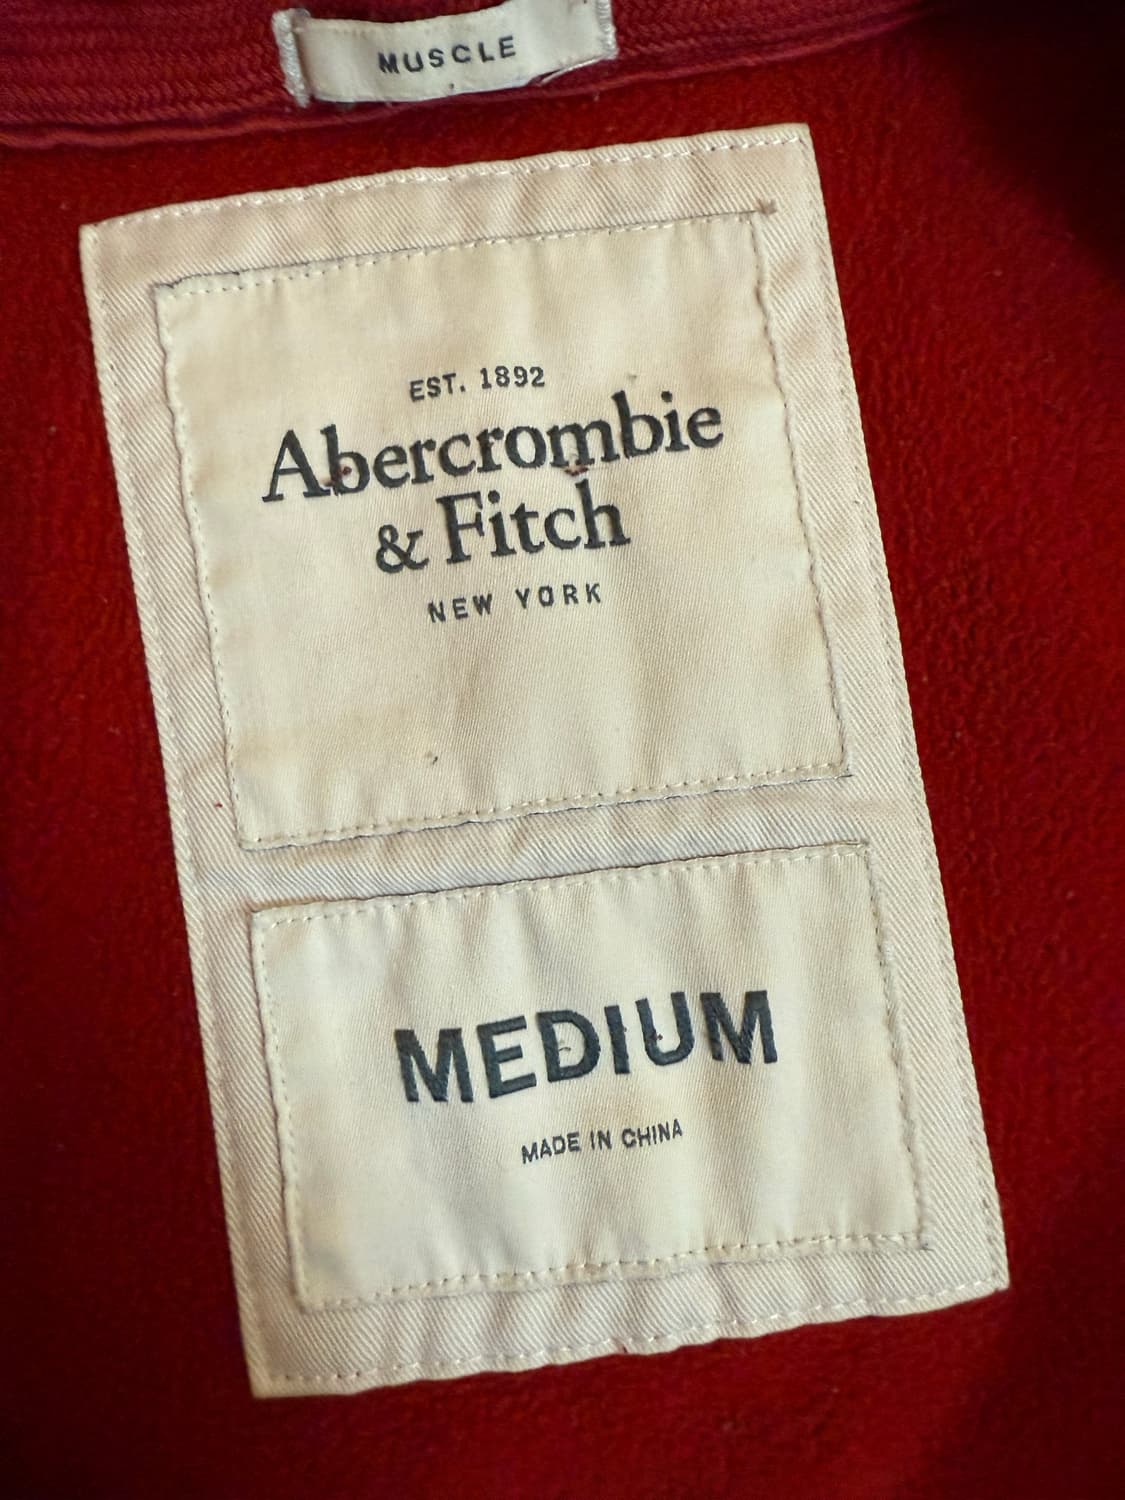 MUSCLE
EST. 1892
Abercrombie
& Fitch
NEW YORK
MEDIUM
MADE IN CHINA